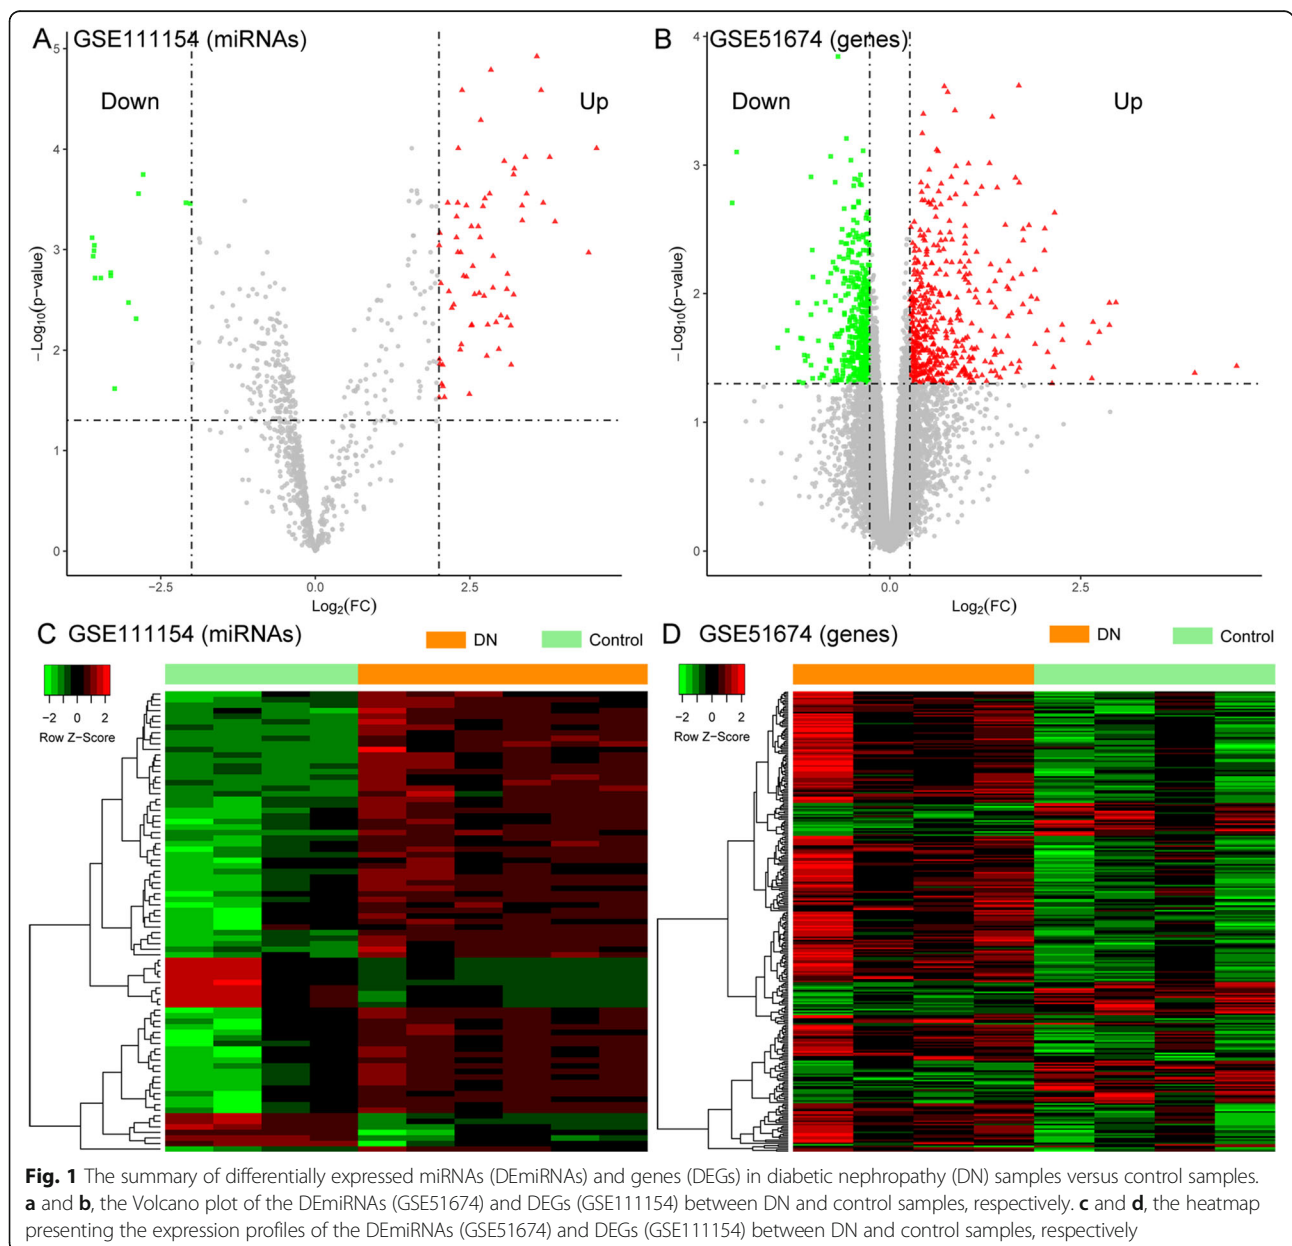 A GSE111154 (miRNAs)
Down
Up
5
4
3
2
1
0
−Log10(p−value)
−2.5
0.0
2.5
Log2(FC)
B GSE51674 (genes)
Down
Up
4
3
2
1
0
−Log10(p−value)
0.0
2.5
Log2(FC)
C GSE111154 (miRNAs)
DN
Control
−2 0 2
Row Z−Score
D GSE51674 (genes)
DN
Control
−2 0 2
Row Z−Score
Fig. 1 The summary of differentially expressed miRNAs (DEmiRNAs) and genes (DEGs) in diabetic nephropathy (DN) samples versus control samples.
a and b, the Volcano plot of the DEmiRNAs (GSE51674) and DEGs (GSE111154) between DN and control samples, respectively. c and d, the heatmap
presenting the expression profiles of the DEmiRNAs (GSE51674) and DEGs (GSE111154) between DN and control samples, respectively